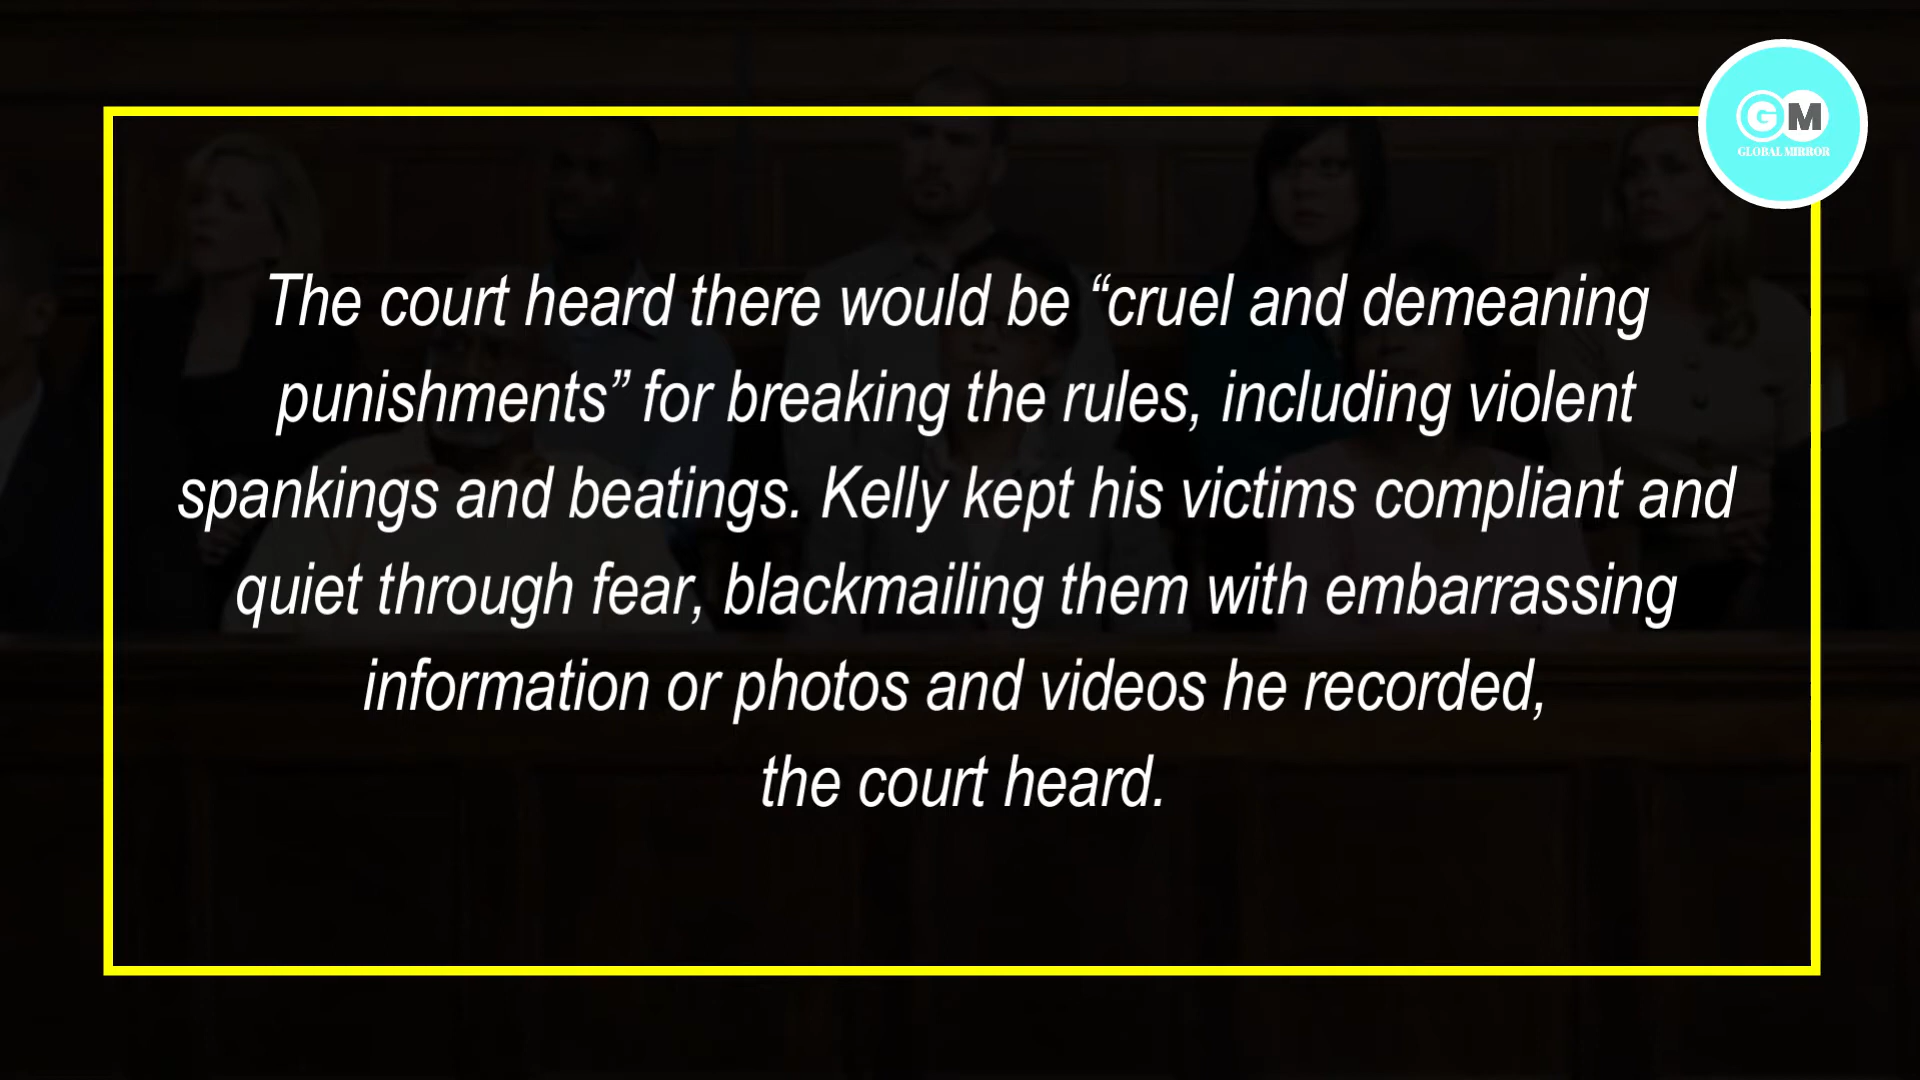 GM
GLOBAL MIRROR
The court heard there would be “cruel and demeaning
punishments” for breaking the rules, including violent
spankings and beatings. Kelly kept his victims compliant and
quiet through fear, blackmailing them with embarrassing
information or photos and videos he recorded,
the court heard.